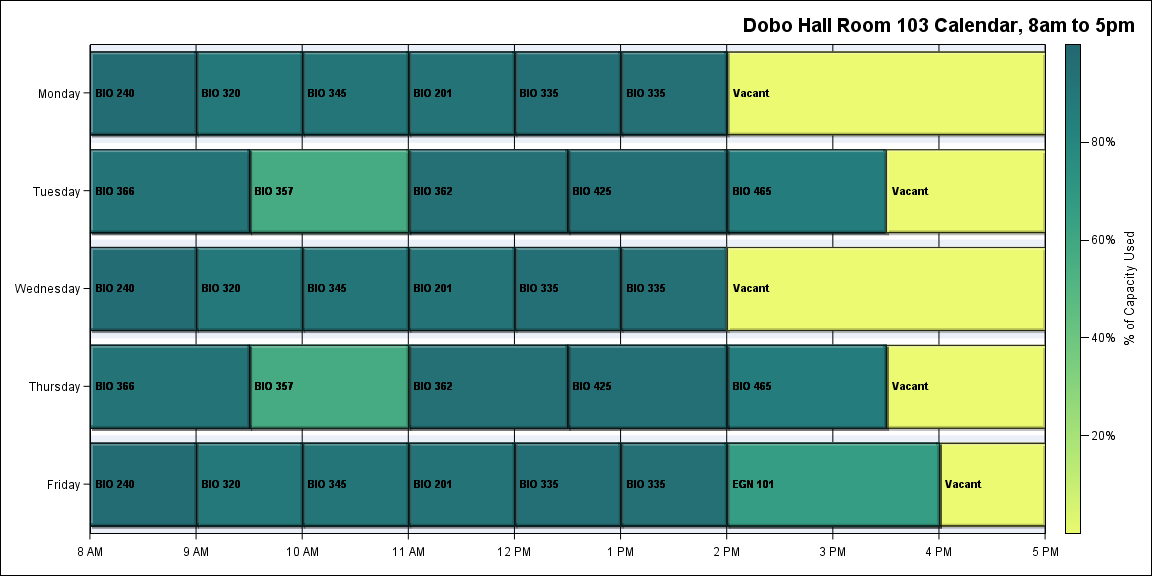 Dobo Hall Room 103 Calendar, 8am to 5pm
Monday BIO 240 BIO 320 BIO 345 BIO 201 BIO 335 BIO 335 Vacant
80%
Tuesday BIO 366 BIO 357 BIO 362 BIO 425 BIO 465 Vacant
60%
Wednesday BIO 240 BIO 320 BIO 345 BIO 201 BIO 335 BIO 335 Vacant
% of Capacity Used
40%
Thursday BIO 366 BIO 357 BIO 362 BIO 425 BIO 465 Vacant
20%
Friday BIO 240 BIO 320 BIO 345 BIO 201 BIO 335 BIO 335 EGN 101 Vacant
8 AM 9 AM 10 AM 11 AM 12 PM 1 PM 2 PM 3 PM 4 PM 5 PM